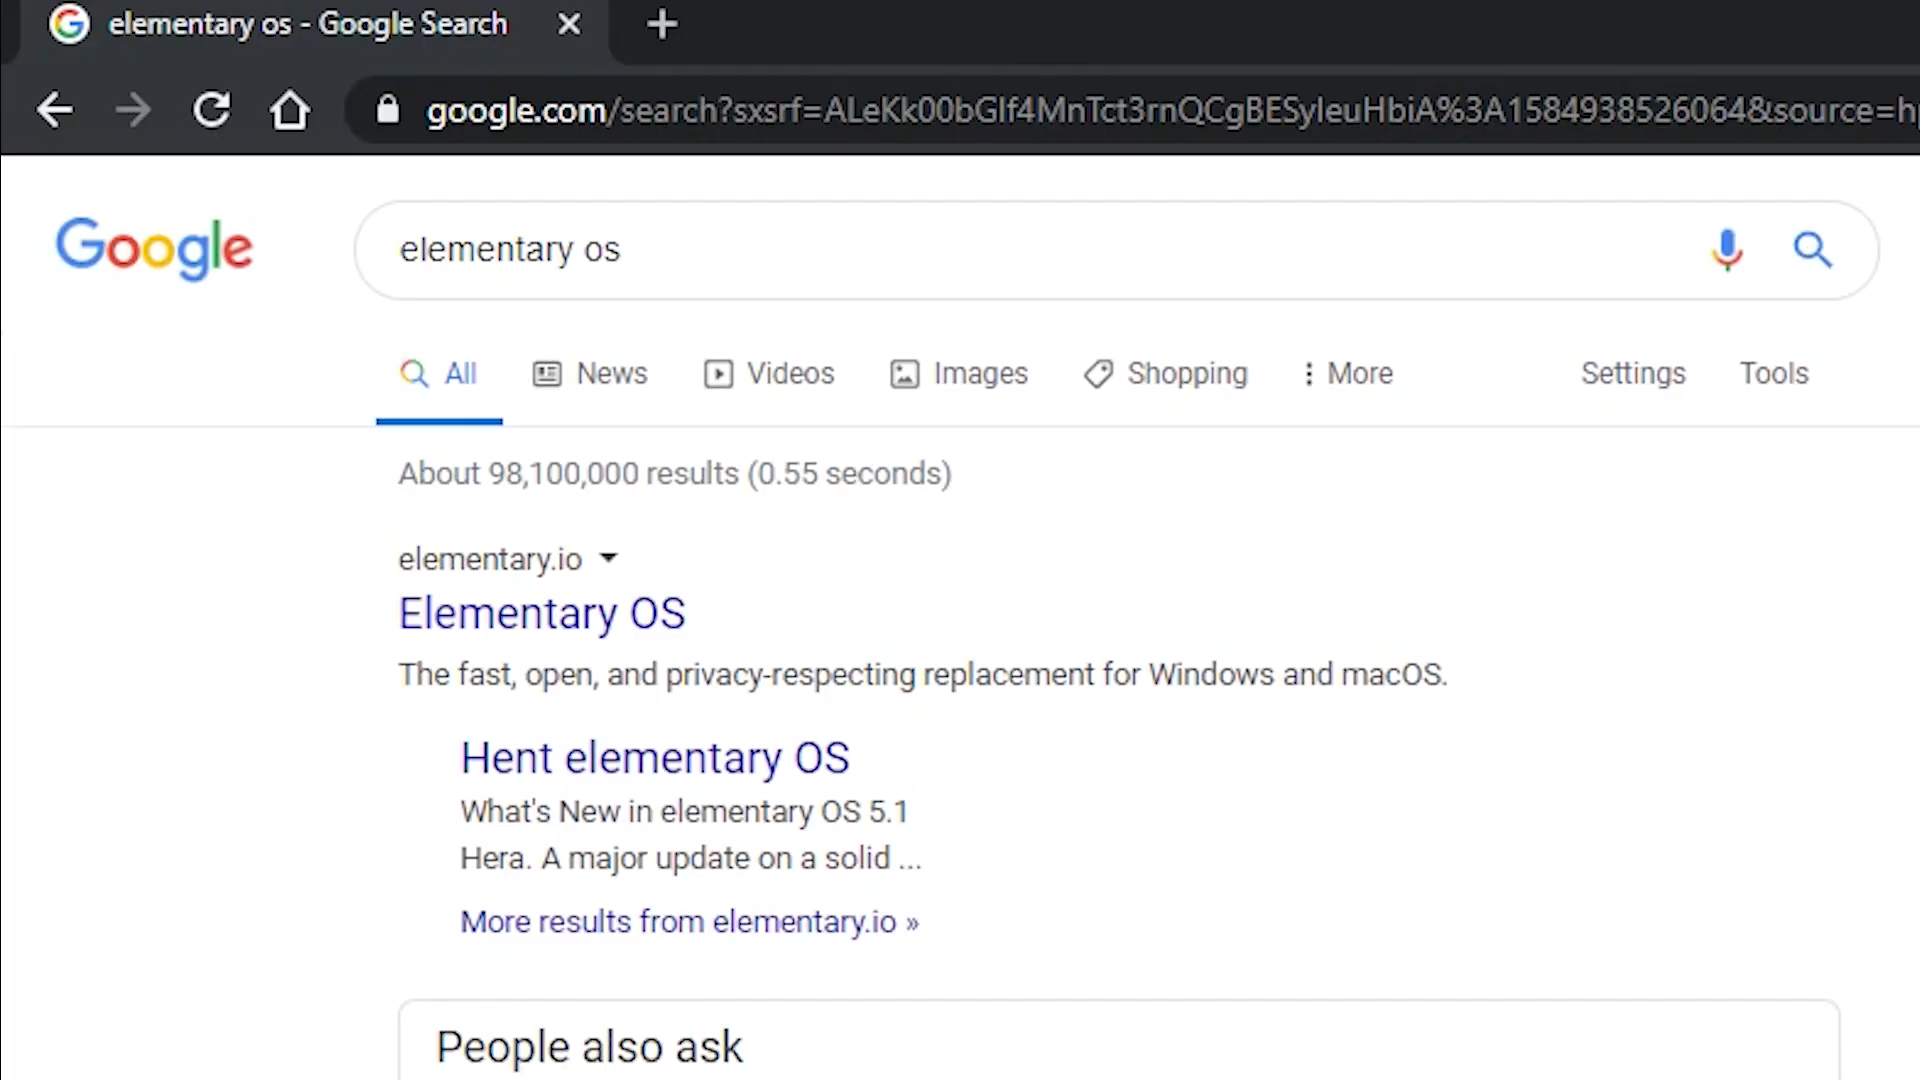 elementary os - Google Search
google.com/search?sxsrf=ALeKk00bGlf4MnTct3rnQCgBESyleuHbiA%3A1584938526064&source=hp
Google
elementary os
All News Videos Images Shopping More Settings Tools
About 98,100,000 results (0.55 seconds)
elementary.io
Elementary OS
The fast, open, and privacy-respecting replacement for Windows and macOS.
Hent elementary OS
What's New in elementary OS 5.1
Hera. A major update on a solid ...
More results from elementary.io »
People also ask